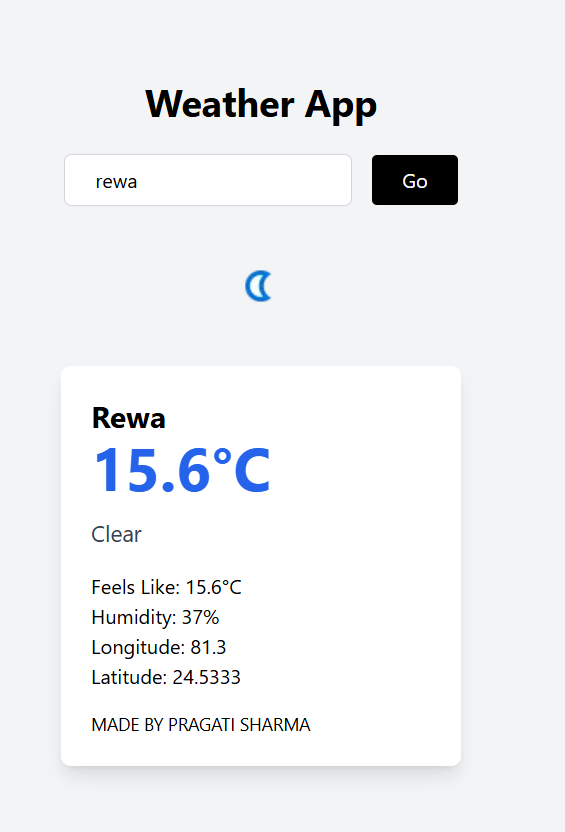 Weather App
rewa
Go
Rewa
15.6°C
Clear
Feels Like: 15.6°C
Humidity: 37%
Longitude: 81.3
Latitude: 24.5333
MADE BY PRAGATI SHARMA